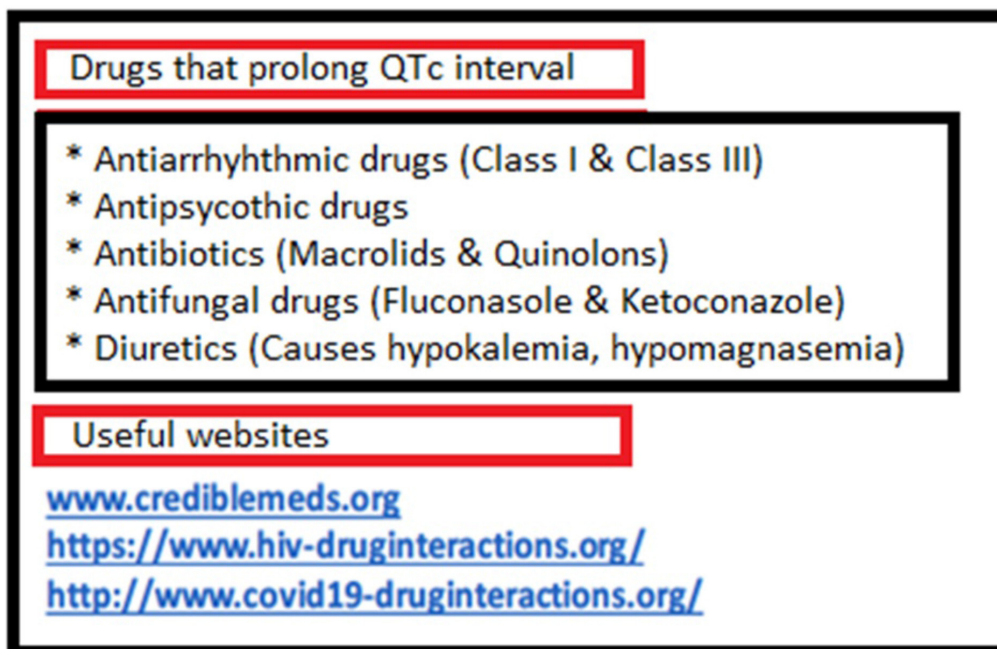 Drugs that prolong QTc interval
* Antiarrhyhthmic drugs (Class I & Class III)
* Antipsycothic drugs
* Antibiotics (Macrolids & Quinolons)
* Antifungal drugs (Fluconasole & Ketoconazole)
* Diuretics (Causes hypokalemia, hypomagnasemia)
Useful websites
www.crediblemeds.org
https://www.hiv-druginteractions.org/
http://www.covid19-druginteractions.org/